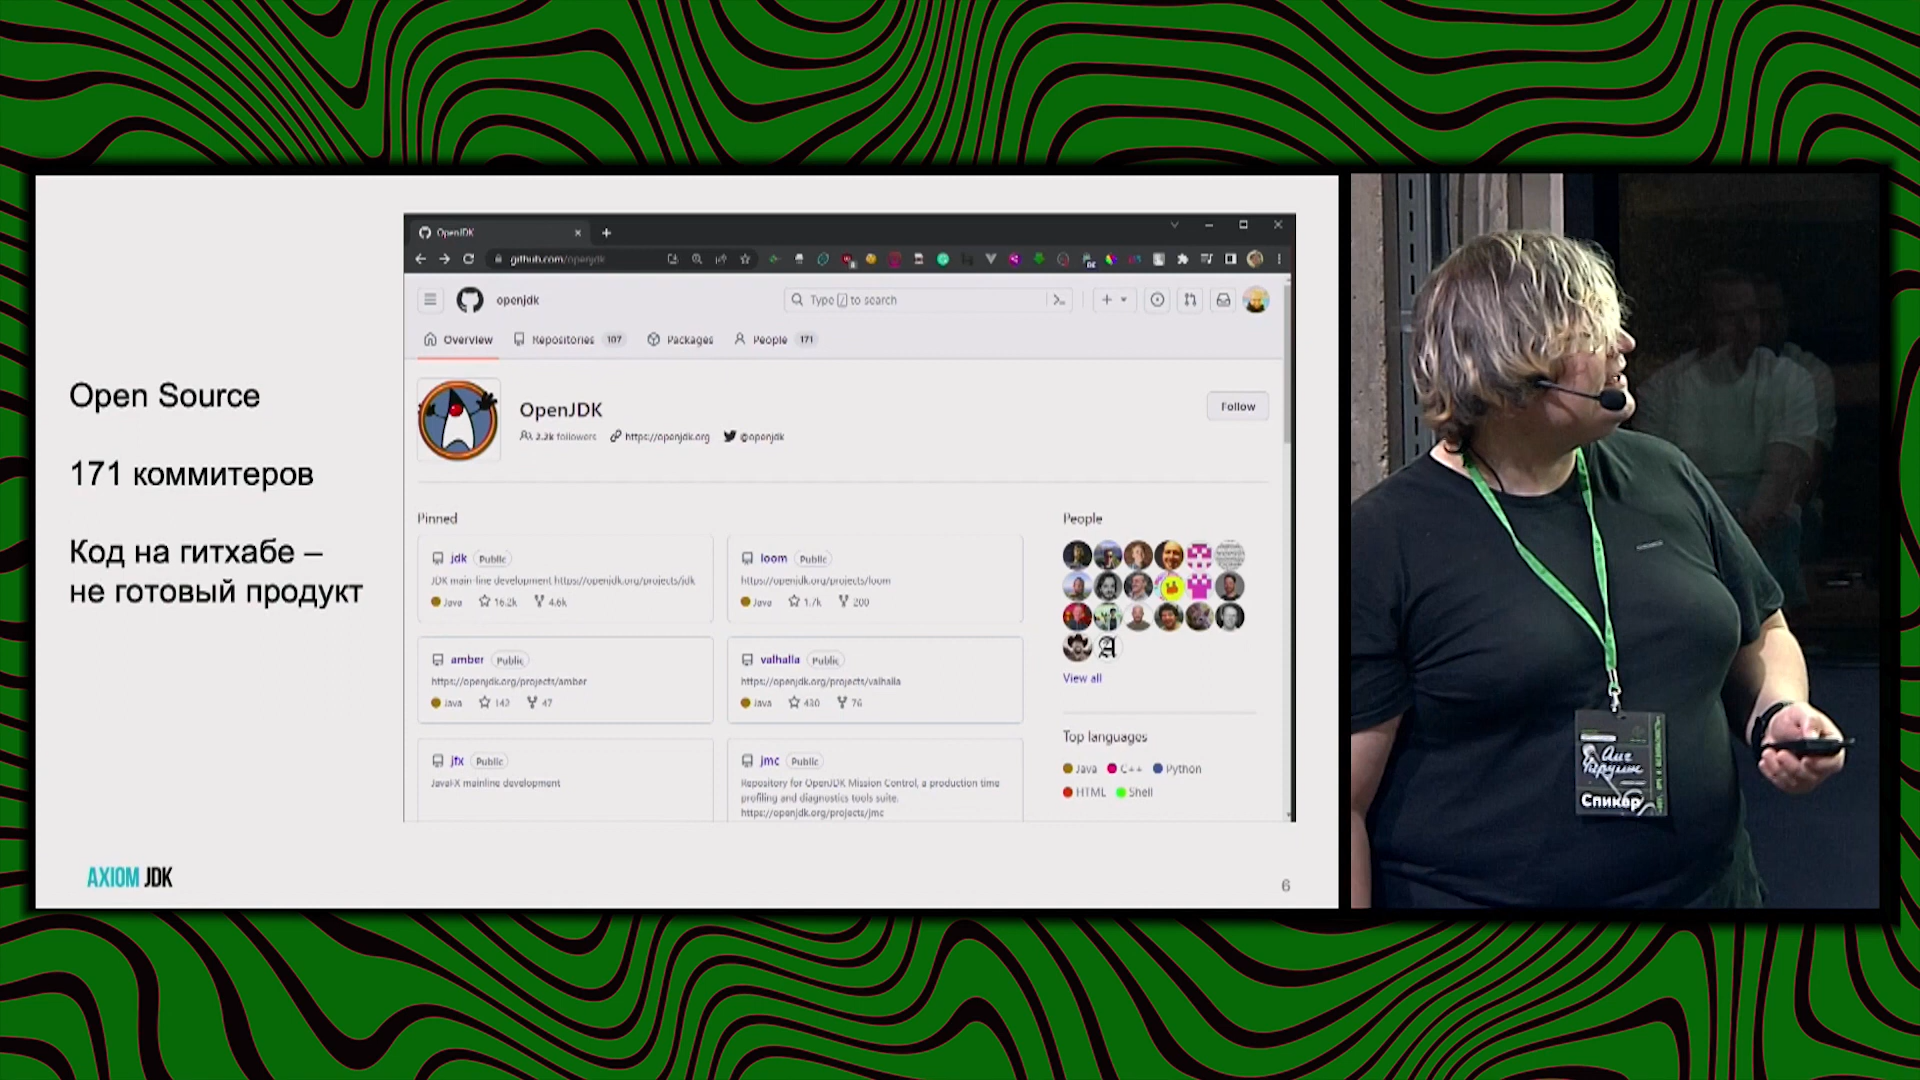 Open Source
171 коммитеров
Код на гитхабе –
не готовый продукт
AXIOM JDK
6
OpenJDK
github.com/openjdk
openjdk
Type / to search
Overview
Repositories 107
Packages
People 171
OpenJDK
2.2k followers
https://openjdk.org
@openjdk
Follow
Pinned
jdk Public
JDK main-line development https://openjdk.org/projects/jdk
Java 16.2k 4.6k
loom Public
https://openjdk.org/projects/loom
Java 1.7k 200
amber Public
https://openjdk.org/projects/amber
Java 142 47
valhalla Public
https://openjdk.org/projects/valhalla
Java 430 76
jfx Public
JavaFX mainline development
jmc Public
Repository for OpenJDK Mission Control, a production time
profiling and diagnostics tools suite.
https://openjdk.org/projects/jmc
People
View all
Top languages
Java C++ Python
HTML Shell
Спикер